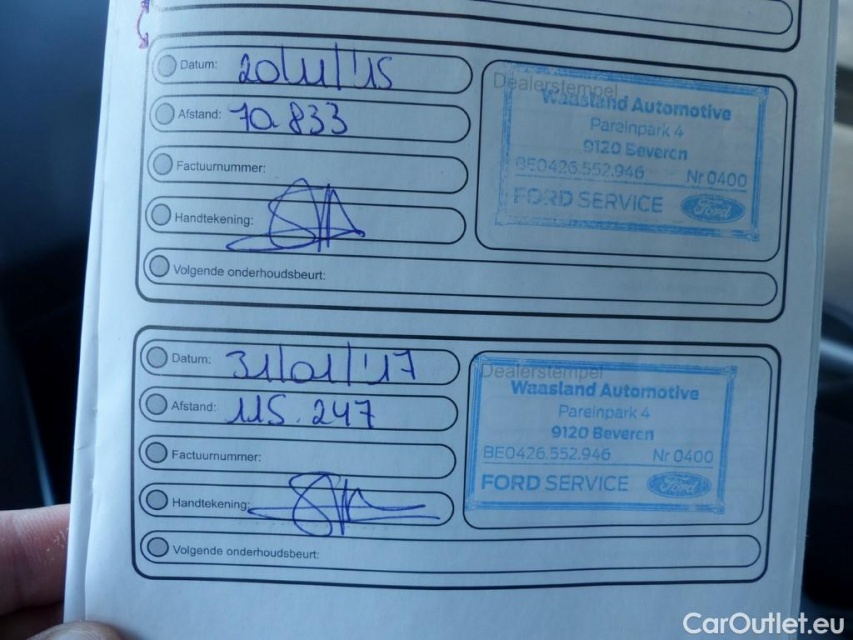 Datum: 20/11/'15
Afstand: 70.833
Factuurnummer:
Handtekening:
Volgende onderhoudsbeurt:
Dealerstempel
Waasland Automotive
Pareinpark 4
9120 Beveren
BE0426.552.946 Nr 0400
FORD SERVICE Ford
Datum: 31/01/'17
Afstand: 115.247
Factuurnummer:
Handtekening:
Volgende onderhoudsbeurt:
Dealerstempel
Waasland Automotive
Pareinpark 4
9120 Beveren
BE0426.552.946 Nr 0400
FORD SERVICE Ford
CarOutlet.eu